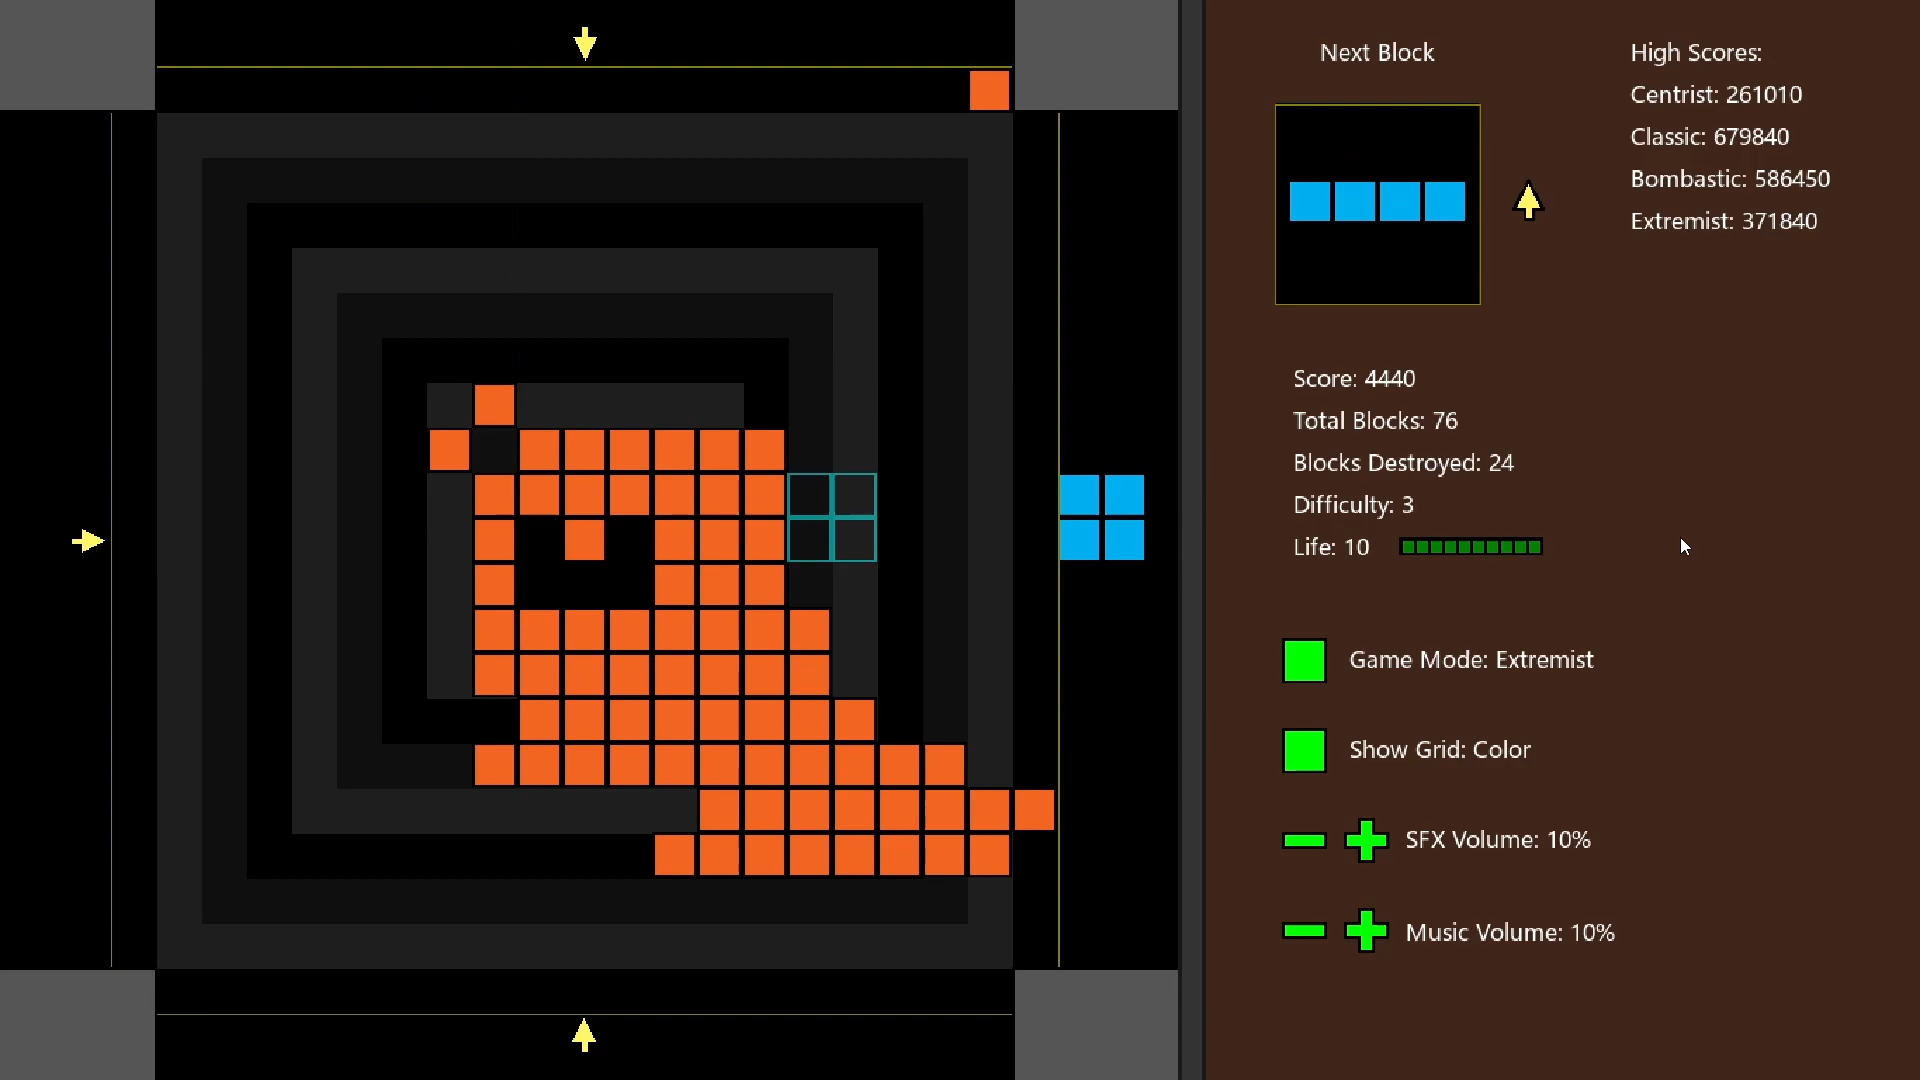 Next Block
High Scores:
Centrist: 261010
Classic: 679840
Bombastic: 586450
Extremist: 371840
Score: 4440
Total Blocks: 76
Blocks Destroyed: 24
Difficulty: 3
Life: 10
Game Mode: Extremist
Show Grid: Color
SFX Volume: 10%
Music Volume: 10%